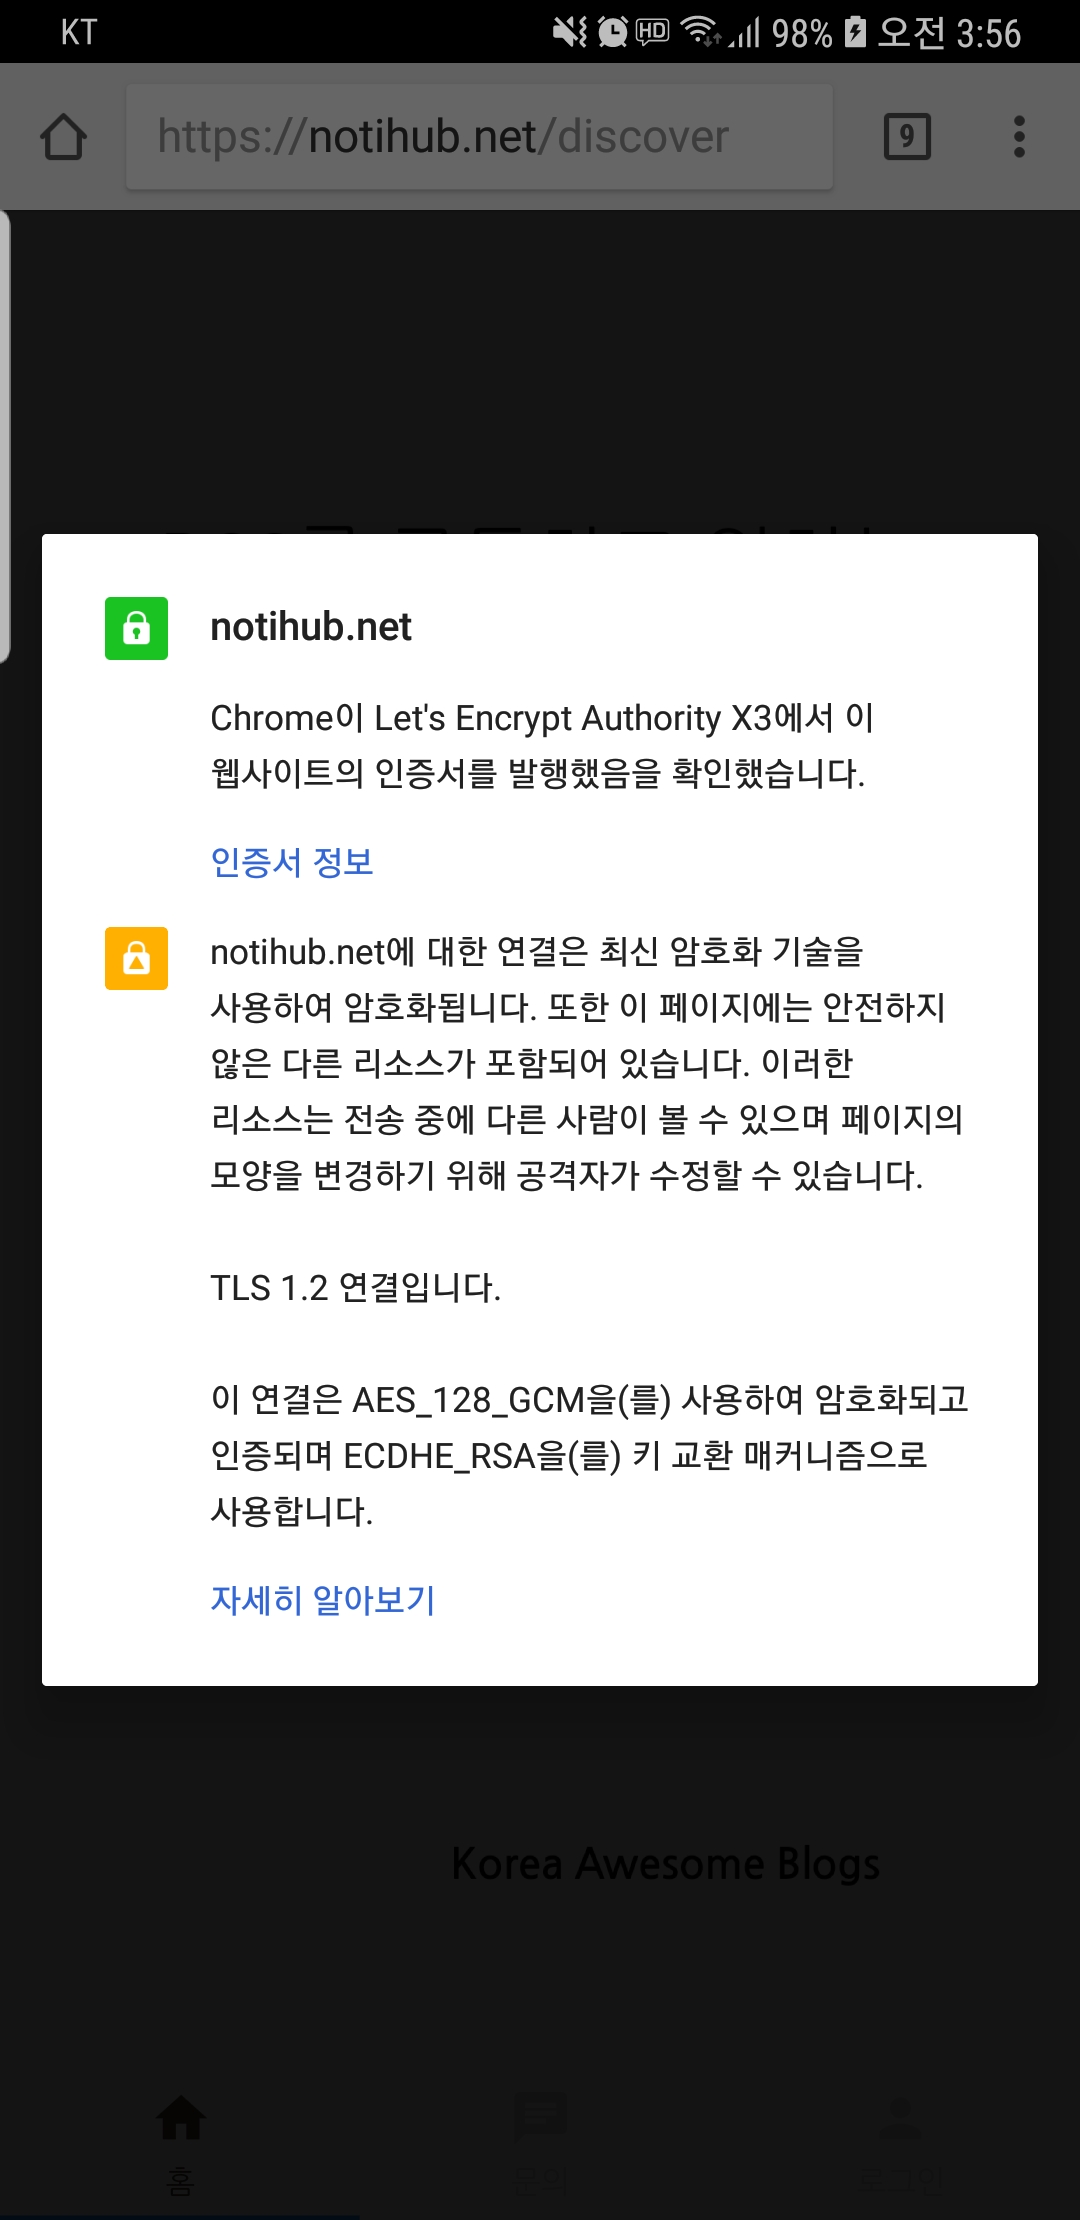 KT
HD 98% 오전 3:56
https://notihub.net/discover
9
notihub.net
Chrome이 Let's Encrypt Authority X3에서 이
웹사이트의 인증서를 발행했음을 확인했습니다.
인증서 정보
notihub.net에 대한 연결은 최신 암호화 기술을
사용하여 암호화됩니다. 또한 이 페이지에는 안전하지
않은 다른 리소스가 포함되어 있습니다. 이러한
리소스는 전송 중에 다른 사람이 볼 수 있으며 페이지의
모양을 변경하기 위해 공격자가 수정할 수 있습니다.
TLS 1.2 연결입니다.
이 연결은 AES_128_GCM을(를) 사용하여 암호화되고
인증되며 ECDHE_RSA을(를) 키 교환 매커니즘으로
사용합니다.
자세히 알아보기
Korea Awesome Blogs
홈